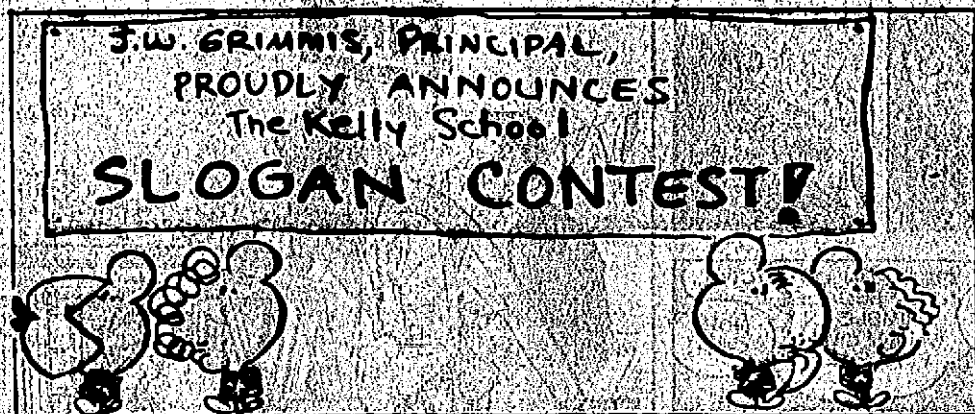 J.W. GRIMMIS, PRINCIPAL,
PROUDLY ANNOUNCES
The Kelly School
SLOGAN CONTEST!